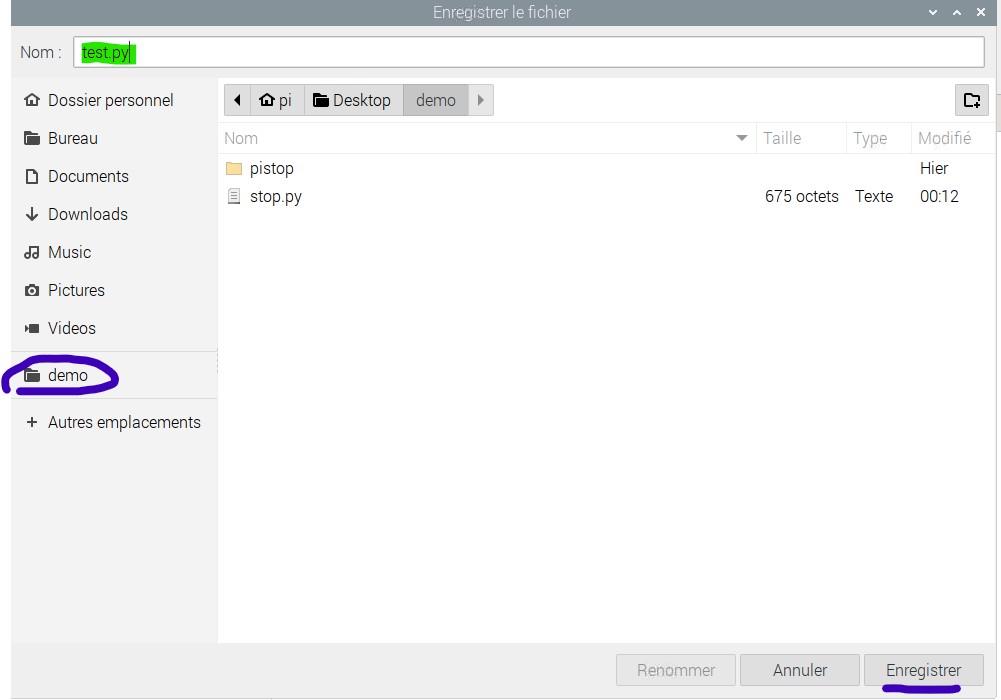 Enregistrer le fichier
Nom : test.py
Dossier personnel
Bureau
Documents
Downloads
Music
Pictures
Videos
demo
+ Autres emplacements
pi Desktop demo
Nom Taille Type Modifié
pistop Hier
stop.py 675 octets Texte 00:12
Renommer Annuler Enregistrer